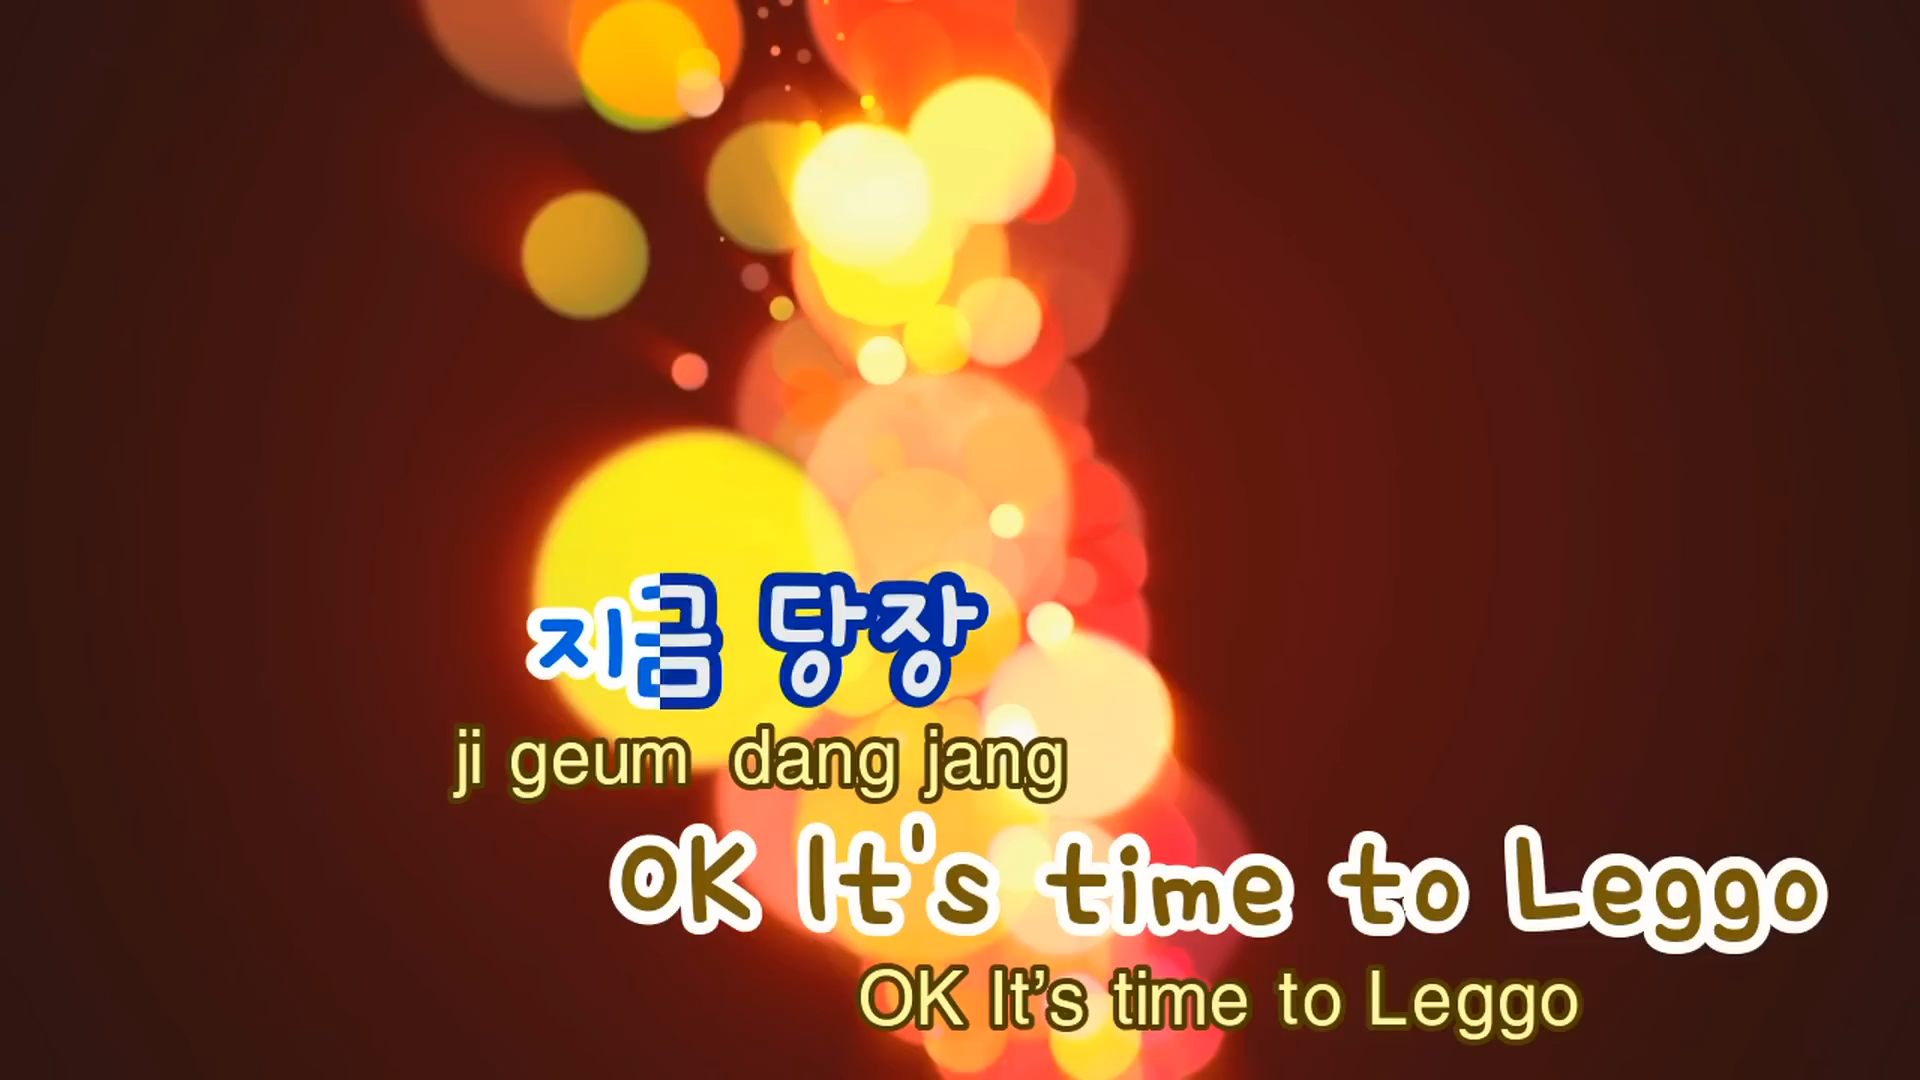 지금 당장
ji geum dang jang
OK It's time to Leggo
OK It’s time to Leggo